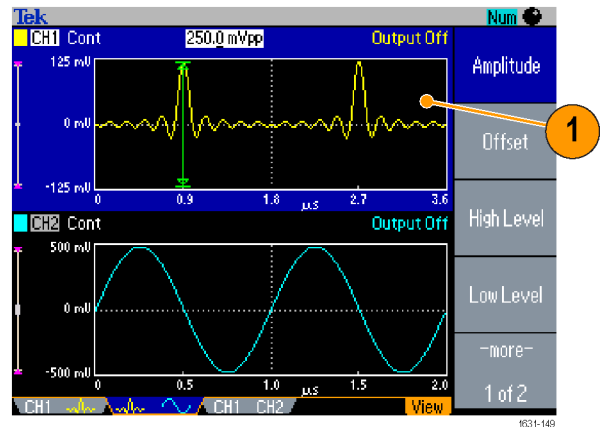 Tek Num
CH1 Cont 250.0 mVpp Output Off
125 mV
0 mV
-125 mV
0 0.9 1.8 µs 2.7 3.6
CH2 Cont Output Off
500 mV
0 mV
-500 mV
0 0.5 1.0 µs 1.5 2.0
CH1 CH1 CH2 View
Amplitude
Offset
High Level
Low Level
-more-
1 of 2
1
1631-149